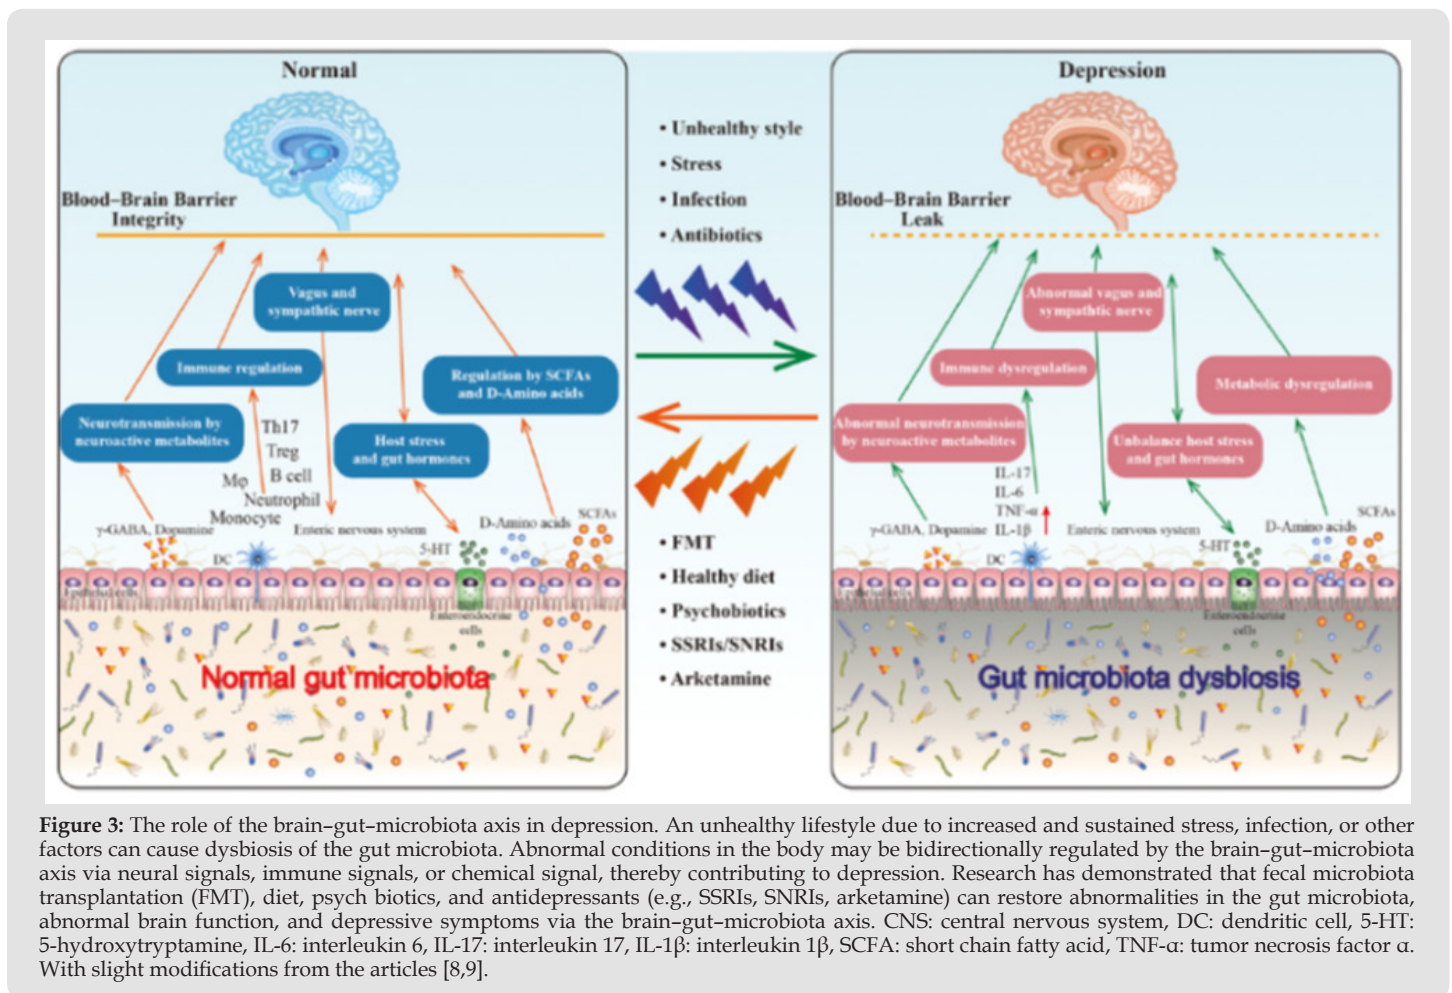 Normal
Blood–Brain Barrier
Integrity
Vagus and
sympathtic nerve
Immune regulation
Regulation by SCFAs
and D-Amino acids
Neurotransmission by
neuroactive metabolites
Host stress
and gut hormones
Th17
Treg
B cell
Mφ
Neutrophil
Monocyte
γ-GABA, Dopamine
Enteric nervous system
D-Amino acids
SCFAs
5-HT
DC
Epithelial cells
Enteroendocrine
cells
Normal gut microbiota
• Unhealthy style
• Stress
• Infection
• Antibiotics
• FMT
• Healthy diet
• Psychobiotics
• SSRIs/SNRIs
• Arketamine
Depression
Blood–Brain Barrier
Leak
Abnormal vagus and
sympathtic nerve
Immune dysregulation
Metabolic dysregulation
Abnormal neurotransmission
by neuroactive metabolites
Unbalance host stress
and gut hormones
IL-17
IL-6
TNF-α
IL-1β
γ-GABA, Dopamine
Enteric nervous system
D-Amino acids
SCFAs
5-HT
DC
Epithelial cells
Enteroendocrine
cells
Gut microbiota dysbiosis
Figure 3: The role of the brain–gut–microbiota axis in depression. An unhealthy lifestyle due to increased and sustained stress, infection, or other
factors can cause dysbiosis of the gut microbiota. Abnormal conditions in the body may be bidirectionally regulated by the brain–gut–microbiota
axis via neural signals, immune signals, or chemical signal, thereby contributing to depression. Research has demonstrated that fecal microbiota
transplantation (FMT), diet, psych biotics, and antidepressants (e.g., SSRIs, SNRIs, arketamine) can restore abnormalities in the gut microbiota,
abnormal brain function, and depressive symptoms via the brain–gut–microbiota axis. CNS: central nervous system, DC: dendritic cell, 5-HT:
5-hydroxytryptamine, IL-6: interleukin 6, IL-17: interleukin 17, IL-1β: interleukin 1β, SCFA: short chain fatty acid, TNF-α: tumor necrosis factor α.
With slight modifications from the articles [8,9].